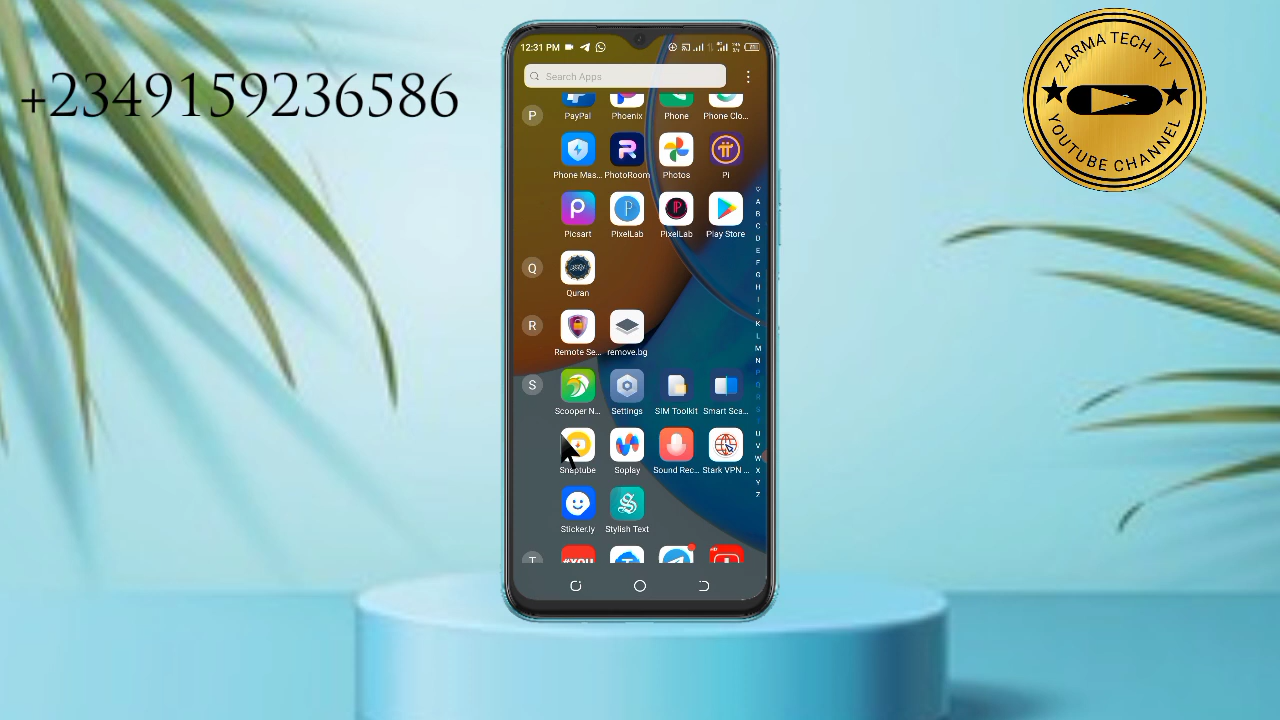 +2349159236586
ZARMA TECH TV
YOUTUBE CHANNEL
12:31 PM
Search Apps
P
PayPal
Phoenix
Phone
Phone Clo...
Phone Mas...
PhotoRoom
Photos
Pi
Picsart
PixelLab
PixelLab
Play Store
Q
Quran
R
Remote Se...
remove.bg
S
Scooper N...
Settings
SIM Toolkit
Smart Sca...
Snaptube
Soplay
Sound Rec...
Stark VPN ...
Sticker.ly
Stylish Text
T
#YOU
A
B
C
D
E
F
G
H
I
J
K
L
M
N
P
Q
R
S
U
V
W
X
Y
Z